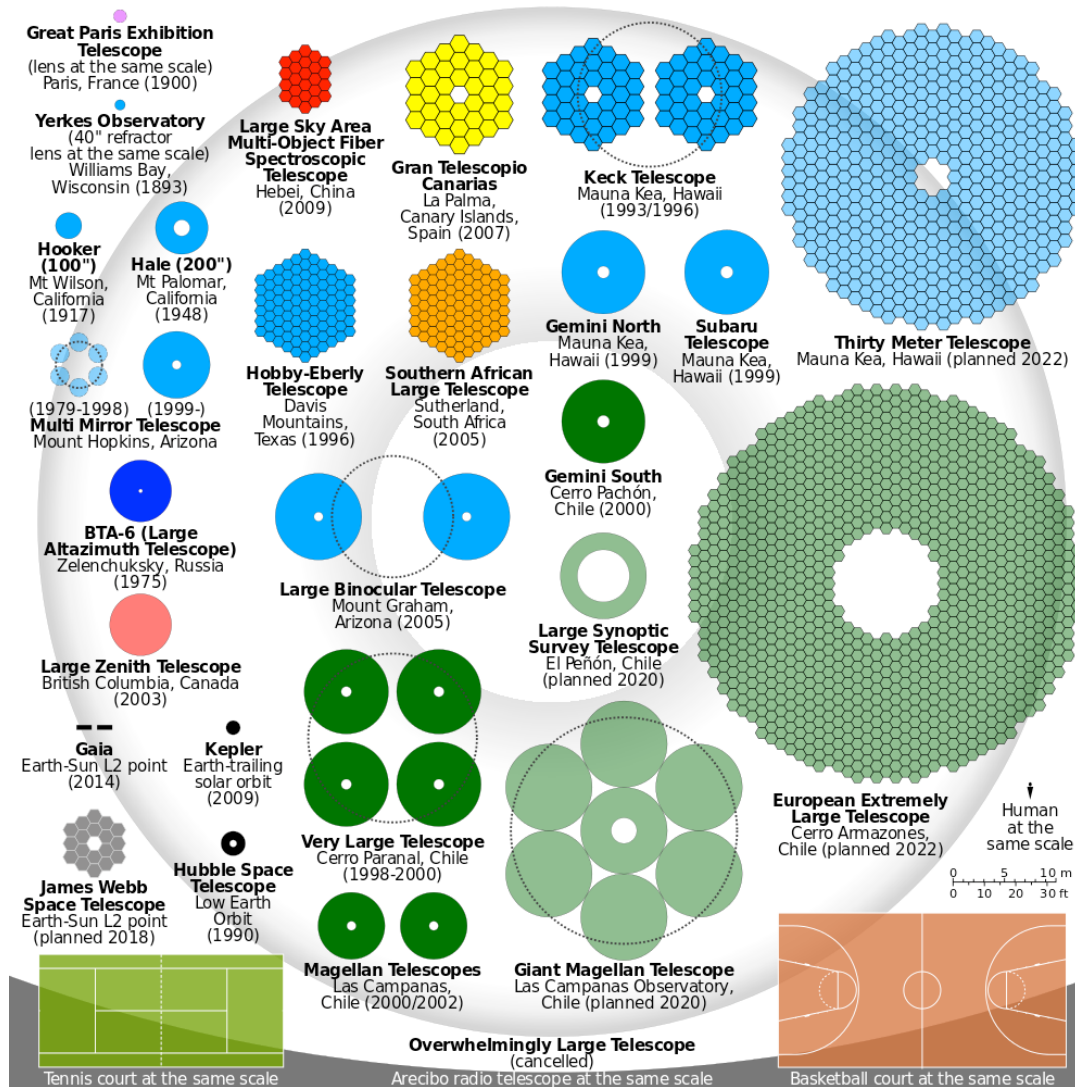 Great Paris Exhibition
Telescope
(lens at the same scale)
Paris, France (1900)
Yerkes Observatory
(40" refractor
lens at the same scale)
Williams Bay,
Wisconsin (1893)
Hooker
(100")
Mt Wilson,
California
(1917)
Hale (200")
Mt Palomar,
California
(1948)
(1979-1998)
(1999-)
Multi Mirror Telescope
Mount Hopkins, Arizona
BTA-6 (Large
Altazimuth Telescope)
Zelenchuksky, Russia
(1975)
Large Zenith Telescope
British Columbia, Canada
(2003)
Gaia
Earth-Sun L2 point
(2014)
Kepler
Earth-trailing
solar orbit
(2009)
James Webb
Space Telescope
Earth-Sun L2 point
(planned 2018)
Hubble Space
Telescope
Low Earth
Orbit
(1990)
Large Sky Area
Multi-Object Fiber
Spectroscopic
Telescope
Hebei, China
(2009)
Gran Telescopio
Canarias
La Palma,
Canary Islands,
Spain (2007)
Keck Telescope
Mauna Kea, Hawaii
(1993/1996)
Hobby-Eberly
Telescope
Davis
Mountains,
Texas (1996)
Southern African
Large Telescope
Sutherland,
South Africa
(2005)
Gemini North
Mauna Kea,
Hawaii (1999)
Subaru
Telescope
Mauna Kea,
Hawaii (1999)
Thirty Meter Telescope
Mauna Kea, Hawaii (planned 2022)
Gemini South
Cerro Pachón,
Chile (2000)
Large Binocular Telescope
Mount Graham,
Arizona (2005)
Large Synoptic
Survey Telescope
El Peñón, Chile
(planned 2020)
Very Large Telescope
Cerro Paranal, Chile
(1998-2000)
Magellan Telescopes
Las Campanas,
Chile (2000/2002)
Giant Magellan Telescope
Las Campanas Observatory,
Chile (planned 2020)
European Extremely
Large Telescope
Cerro Armazones,
Chile (planned 2022)
Human
at the
same scale
0 5 10 m
0 10 20 30 ft
Overwhelmingly Large Telescope
(cancelled)
Tennis court at the same scale
Arecibo radio telescope at the same scale
Basketball court at the same scale